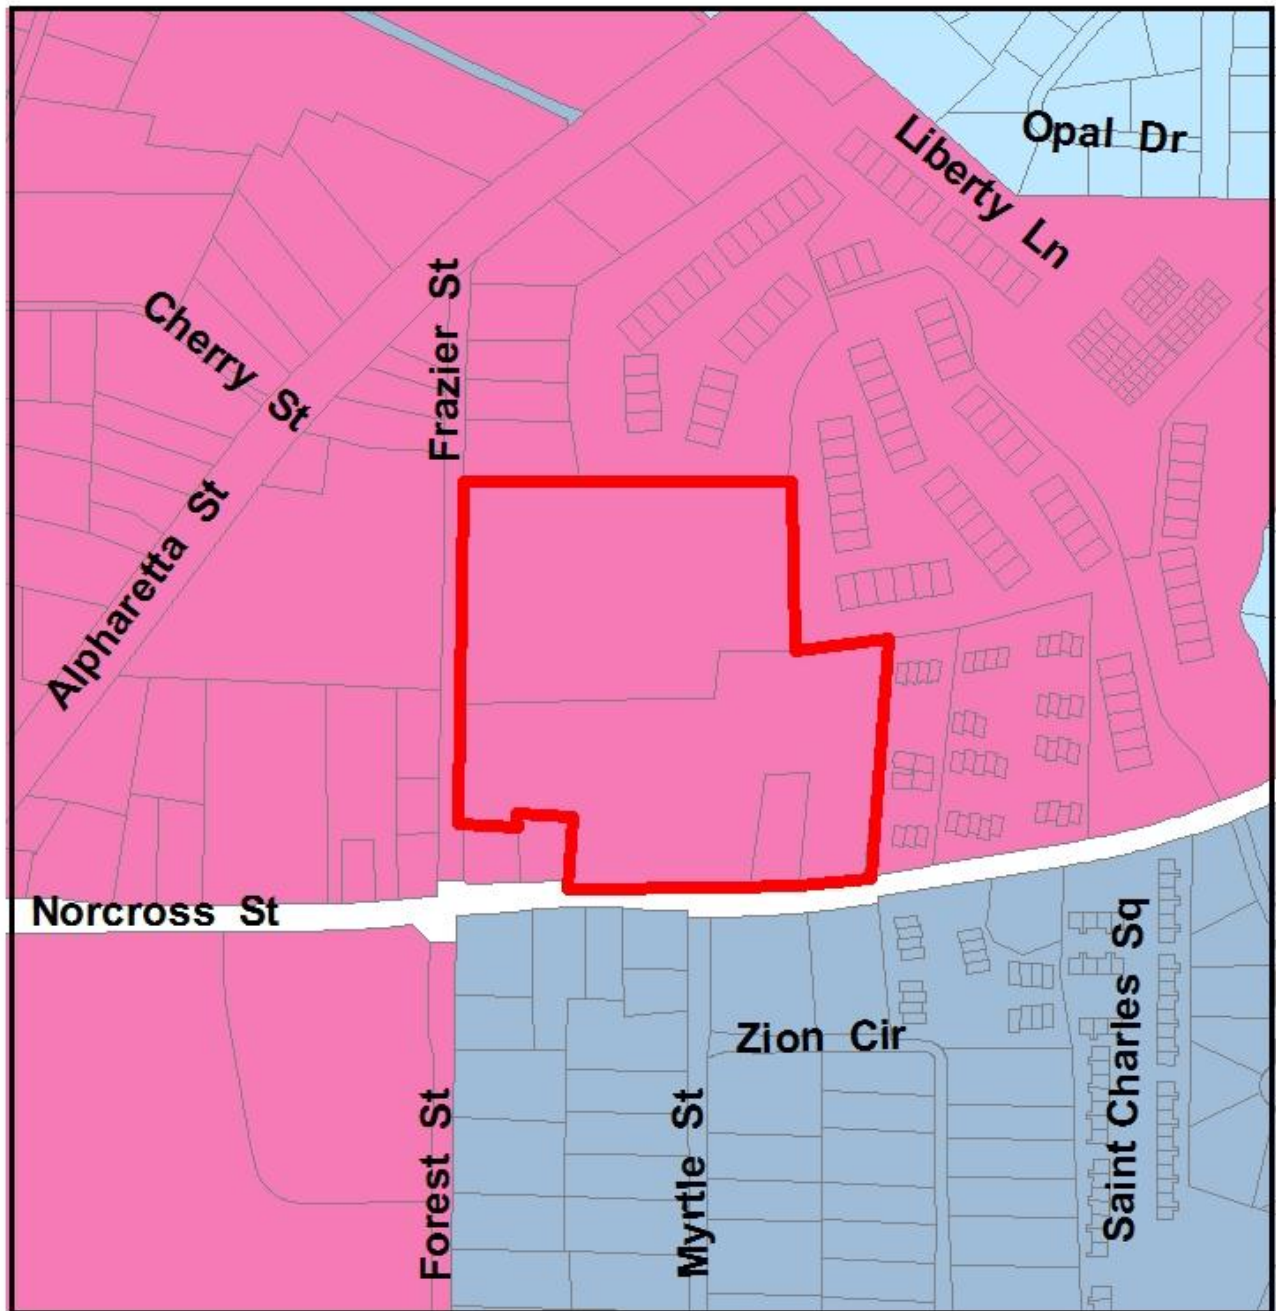 Opal Dr
Liberty Ln
Frazier St
Cherry St
Alpharetta St
Norcross St
Zion Cir
Saint Charles Sq
Forest St
Myrtle St